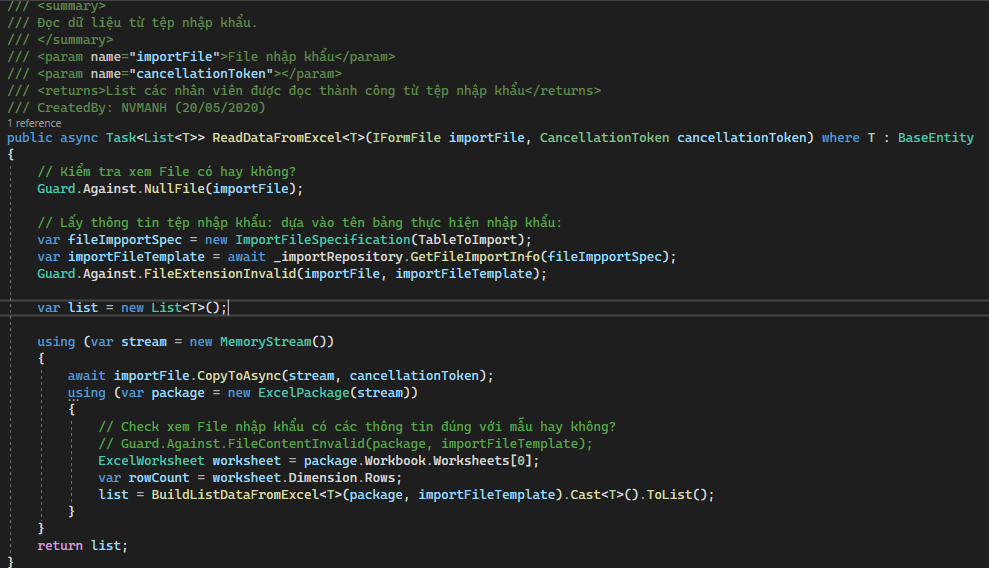 /// <summary>
/// Đọc dữ liệu từ tệp nhập khẩu.
/// </summary>
/// <param name="importFile">File nhập khẩu</param>
/// <param name="cancellationToken"></param>
/// <returns>List các nhân viên được đọc thành công từ tệp nhập khẩu</returns>
/// CreatedBy: NVMANH (20/05/2020)
1 reference
public async Task<List<T>> ReadDataFromExcel<T>(IFormFile importFile, CancellationToken cancellationToken) where T : BaseEntity
{
// Kiểm tra xem File có hay không?
Guard.Against.NullFile(importFile);
// Lấy thông tin tệp nhập khẩu: dựa vào tên bảng thực hiện nhập khẩu:
var fileImpportSpec = new ImportFileSpecification(TableToImport);
var importFileTemplate = await _importRepository.GetFileImportInfo(fileImpportSpec);
Guard.Against.FileExtensionInvalid(importFile, importFileTemplate);
var list = new List<T>();
using (var stream = new MemoryStream())
{
await importFile.CopyToAsync(stream, cancellationToken);
using (var package = new ExcelPackage(stream))
{
// Check xem File nhập khẩu có các thông tin đúng với mẫu hay không?
// Guard.Against.FileContentInvalid(package, importFileTemplate);
ExcelWorksheet worksheet = package.Workbook.Worksheets[0];
var rowCount = worksheet.Dimension.Rows;
list = BuildListDataFromExcel<T>(package, importFileTemplate).Cast<T>().ToList();
}
}
return list;
}